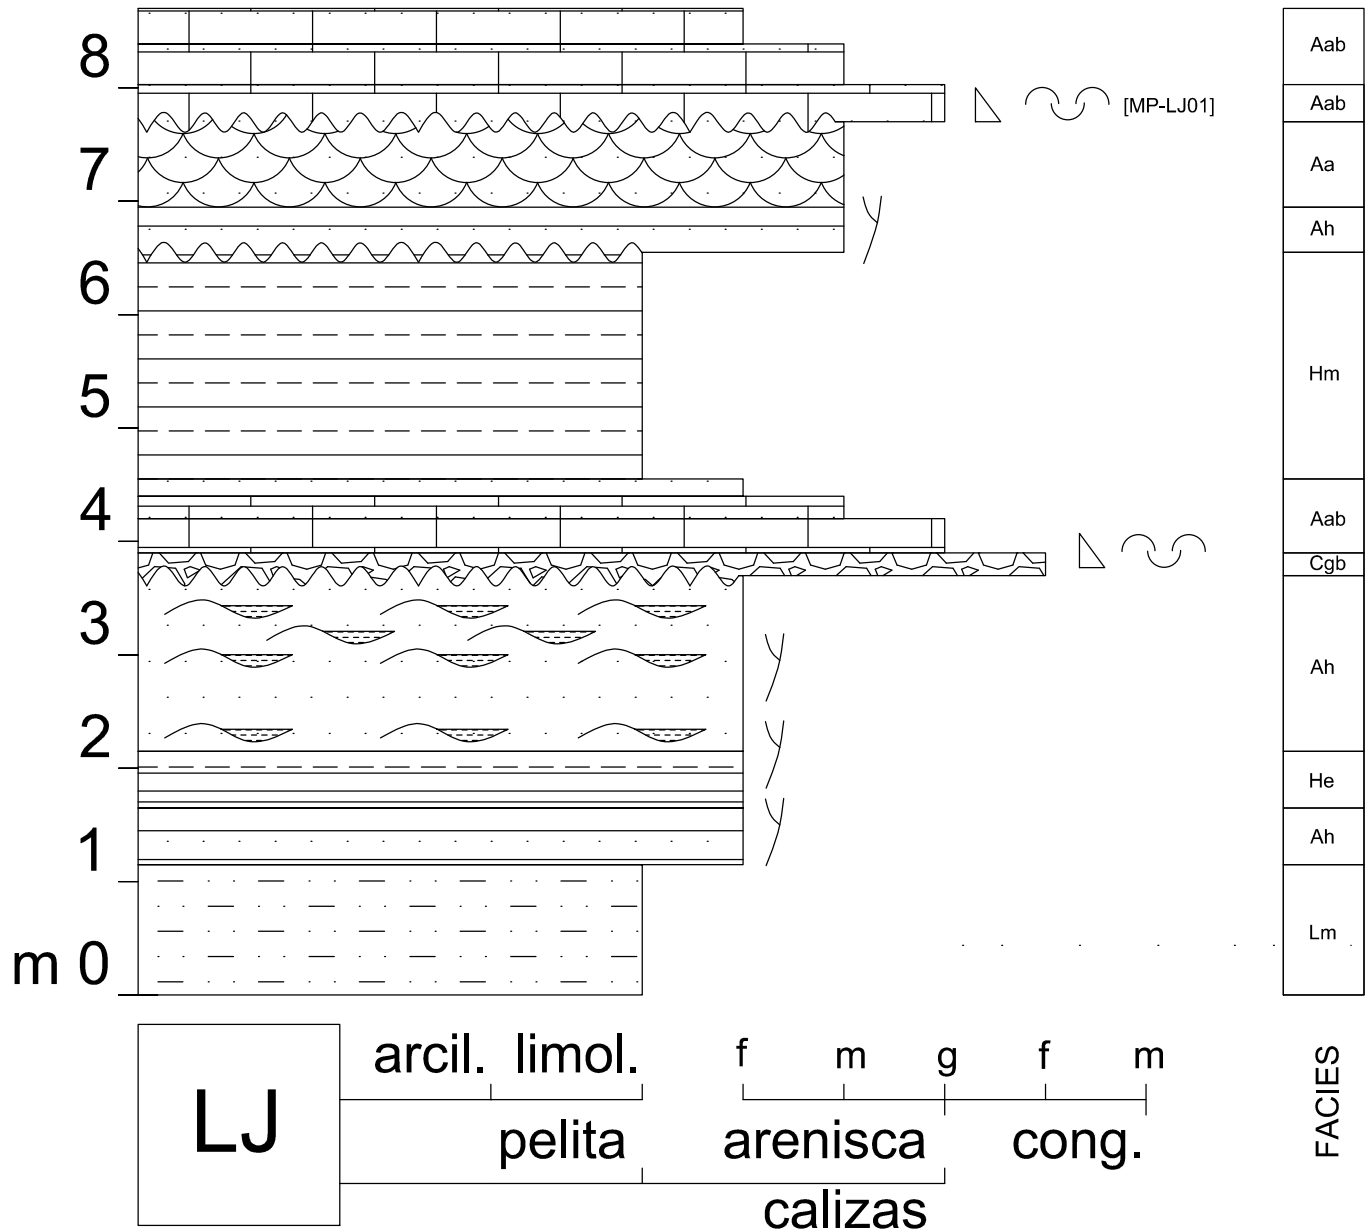 8
Aab
Aab
[MP-LJ01]
7
Aa
Ah
6
Hm
5
4
Aab
Cgb
3
Ah
2
He
1
Ah
Lm
m 0
LJ
arcil. limol. f m g f m
pelita arenisca cong.
calizas
FACIES